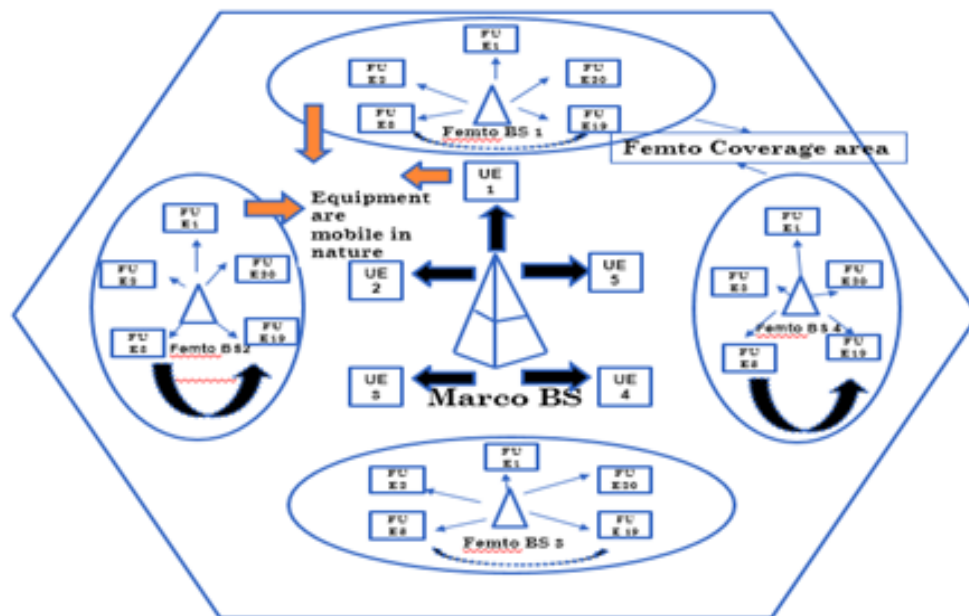 FU
E1
FU
E2
FU
E20
FU
E8
FU
E19
Femto BS 1
Femto Coverage area
UE
1
Equipment
are
mobile in
nature
FU
E1
FU
E2
FU
E20
FU
E8
FU
E19
Femto BS2
UE
2
UE
5
UE
3
UE
4
Marco BS
FU
E1
FU
E3
FU
E20
FU
E8
FU
E19
Femto BS 4
FU
E1
FU
E2
FU
E20
FU
E8
FU
E19
Femto BS 3